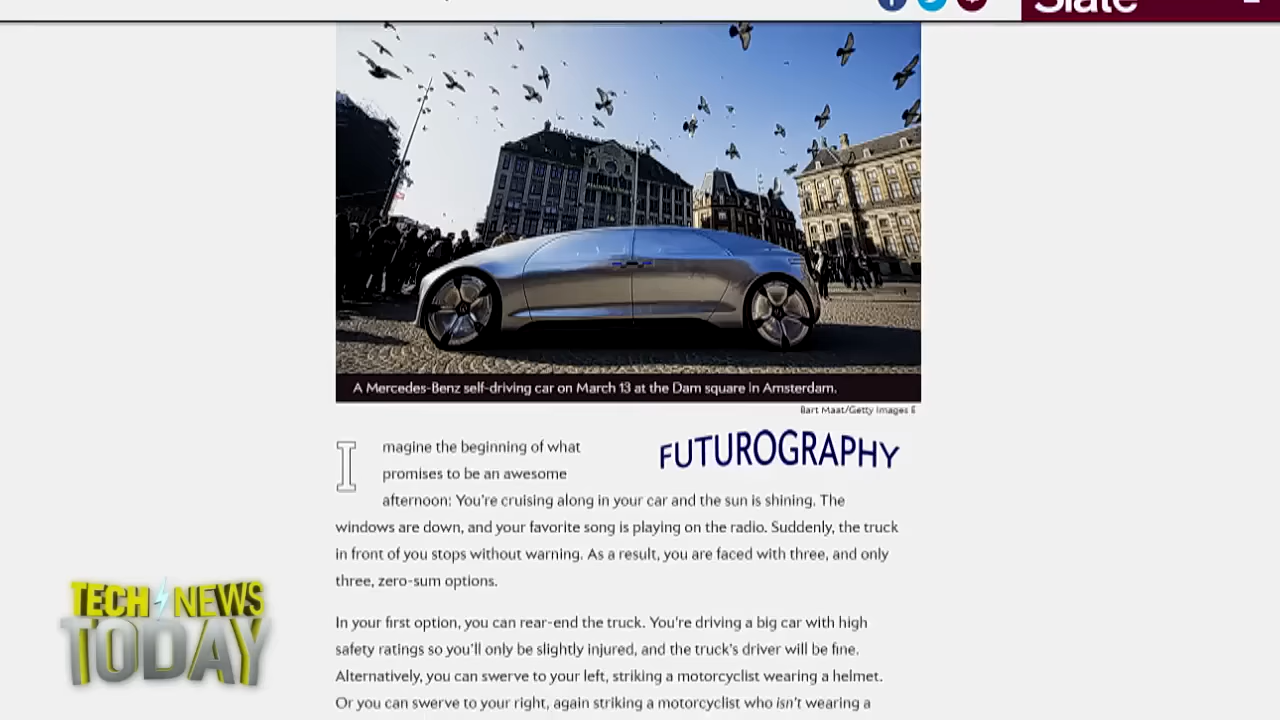 Slate
A Mercedes-Benz self-driving car on March 13 at the Dam square in Amsterdam.
Bart Maat/Getty Images
FUTUROGRAPHY
Imagine the beginning of what
promises to be an awesome
afternoon: You're cruising along in your car and the sun is shining. The
windows are down, and your favorite song is playing on the radio. Suddenly, the truck
in front of you stops without warning. As a result, you are faced with three, and only
three, zero-sum options.
In your first option, you can rear-end the truck. You're driving a big car with high
safety ratings so you'll only be slightly injured, and the truck's driver will be fine.
Alternatively, you can swerve to your left, striking a motorcyclist wearing a helmet.
Or you can swerve to your right, again striking a motorcyclist who isn't wearing a
TECH NEWS
TODAY